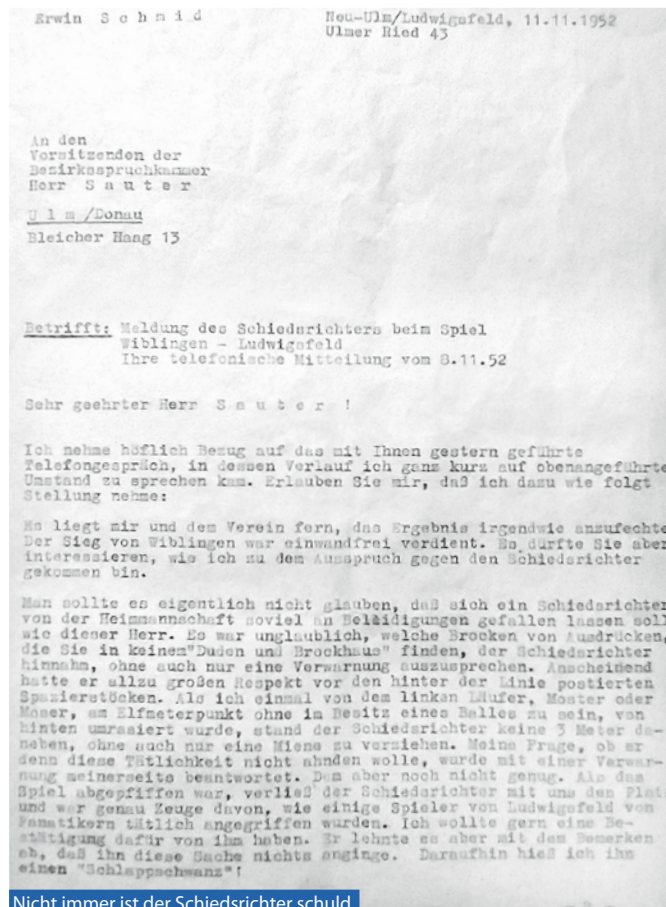 Erwin S c h m i d
Neu-Ulm/Ludwigsfeld, 11.11.1952
Ulmer Ried 43
An den
Vorsitzenden der
Bezirksspruchkammer
Herr S a u t e r
U l m /Donau
Bleicher Haag 13
Betrifft: Meldung des Schiedsrichters beim Spiel
Wiblingen - Ludwigsfeld
Ihre telefonische Mitteilung vom 8.11.52
Sehr geehrter Herr S a u t e r !
Ich nehme höflich Bezug auf das mit Ihnen gestern geführte
Telefongespräch, in dessen Verlauf ich ganz kurz auf obenangeführte
Umstand zu sprechen kam. Erlauben Sie mir, daß ich dazu wie folgt
Stellung nehme:
Es liegt mir und dem Verein fern, das Ergebnis irgendwie anzufechte
Der Sieg von Wiblingen war einwandfrei verdient. Es dürfte Sie aber
interessieren, wie ich zu dem Ausspruch gegen den Schiedsrichter
gekommen bin.
Man sollte es eigentlich nicht glauben, daß sich ein Schiedsrichter
von der Heimmannschaft soviel an Beleidigungen gefallen lassen soll
wie dieser Herr. Es war unglaublich, welche Brocken von Ausdrücken,
die Sie in keinem"Duden und Brockhaus" finden, der Schiedsrichter
hinnahm, ohne auch nur eine Verwarnung auszusprechen. Anscheinend
hatte er allzu großen Respekt vor den hinter der Linie postierten
Spazierstöcken. Als ich einmal von dem linken Läufer, Moster oder
Moser, am Elfmeterpunkt ohne im Besitz eines Balles zu sein, von
hinten umrasiert wurde, stand der Schiedsrichter keine 3 Meter da-
neben, ohne auch nur eine Miene zu verziehen. Meine Frage, ob er
denn diese Tätlichkeit nicht ahnden wolle, wurde mit einer Verwar-
nung meinerseits beantwortet. Dem aber noch nicht genug. Als das
Spiel abgepfiffen war, verließ der Schiedsrichter mit uns den Platz
und war genau Zeuge davon, wie einige Spieler von Ludwigsfeld von
Fanatikern tätlich angegriffen wurden. Ich wollte gern eine Be-
stätigung dafür von ihm haben. Er lehnte es aber mit dem Bemerken
ab, daß ihn diese Sache nichts anginge. Daraufhin hieß ich ihn
einen "Schlappschwanz"!
Nicht immer ist der Schiedsrichter schuld